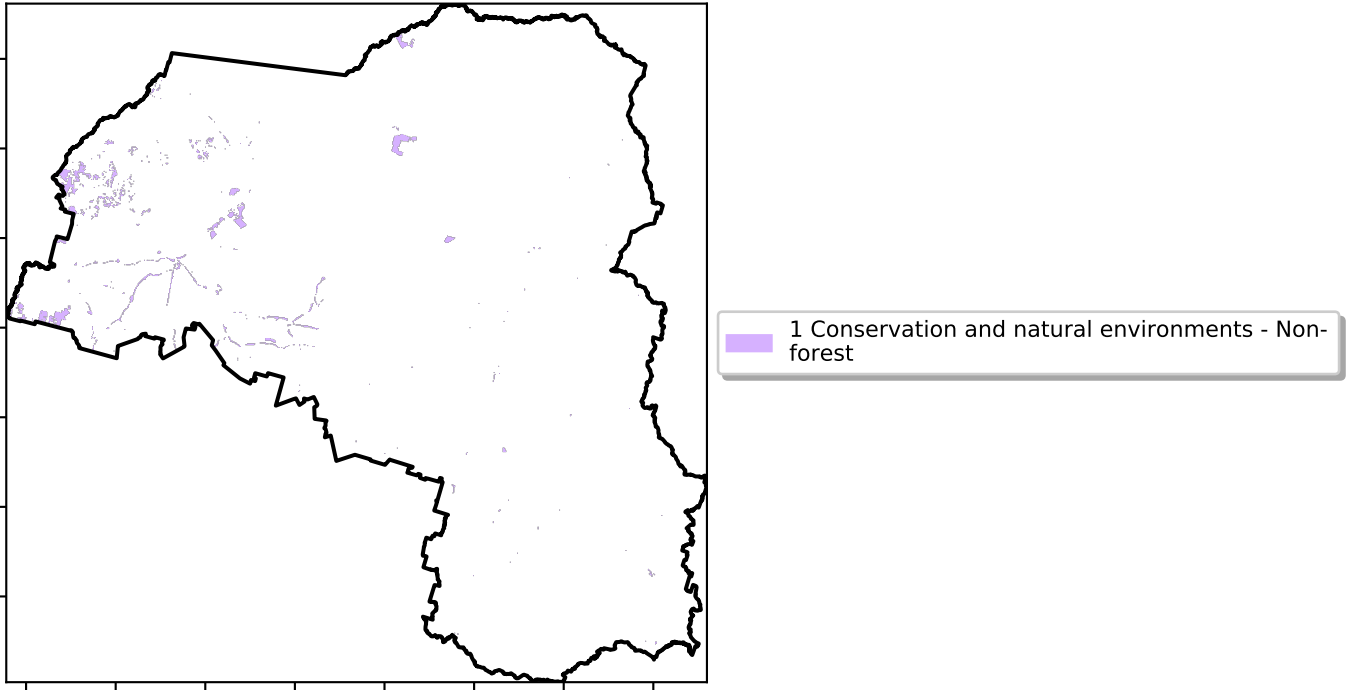 1 Conservation and natural environments - Non-
forest